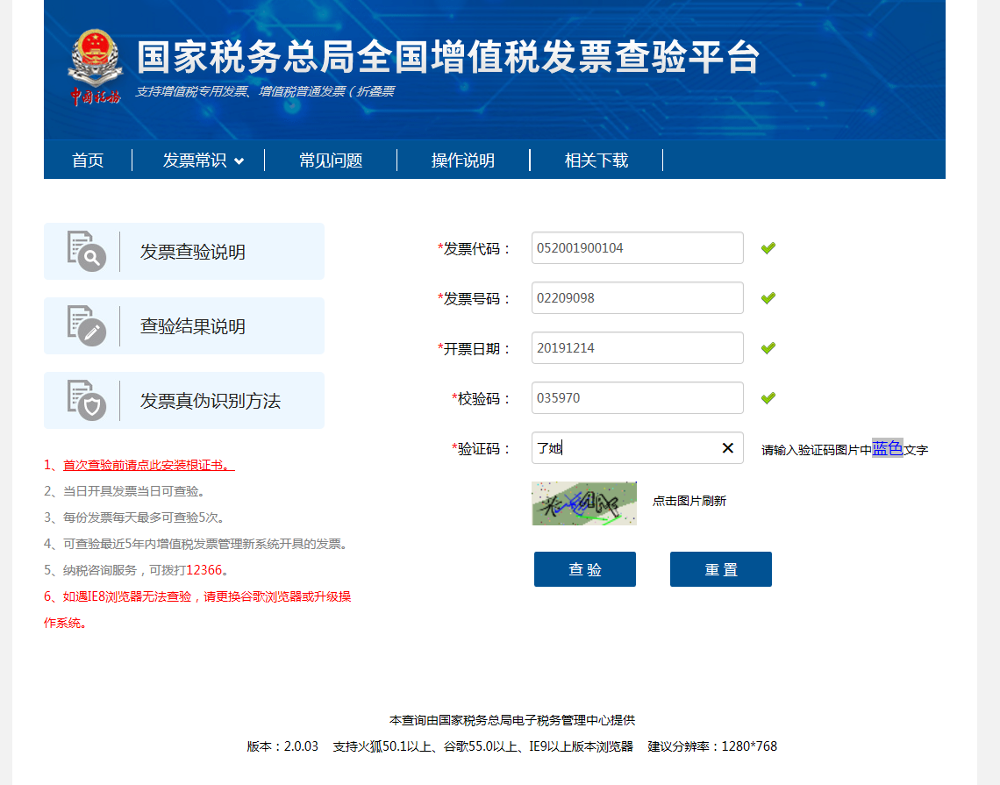 国家税务总局全国增值税发票查验平台
中国税务
支持增值税专用发票、增值税普通发票（折叠票
首页
发票常识
常见问题
操作说明
相关下载
发票查验说明
查验结果说明
发票真伪识别方法
1、首次查验前请点此安装根证书。
2、当日开具发票当日可查验。
3、每份发票每天最多可查验5次。
4、可查验最近5年内增值税发票管理新系统开具的发票。
5、纳税咨询服务，可拨打12366。
6、如遇IE8浏览器无法查验，请更换谷歌浏览器或升级操
作系统。
*发票代码： 052001900104
*发票号码： 02209098
*开票日期： 20191214
*校验码： 035970
*验证码： 了她 请输入验证码图片中蓝色文字
点击图片刷新
查 验
重 置
本查询由国家税务总局电子税务管理中心提供
版本：2.0.03 支持火狐50.1以上、谷歌55.0以上、IE9以上版本浏览器 建议分辨率：1280*768